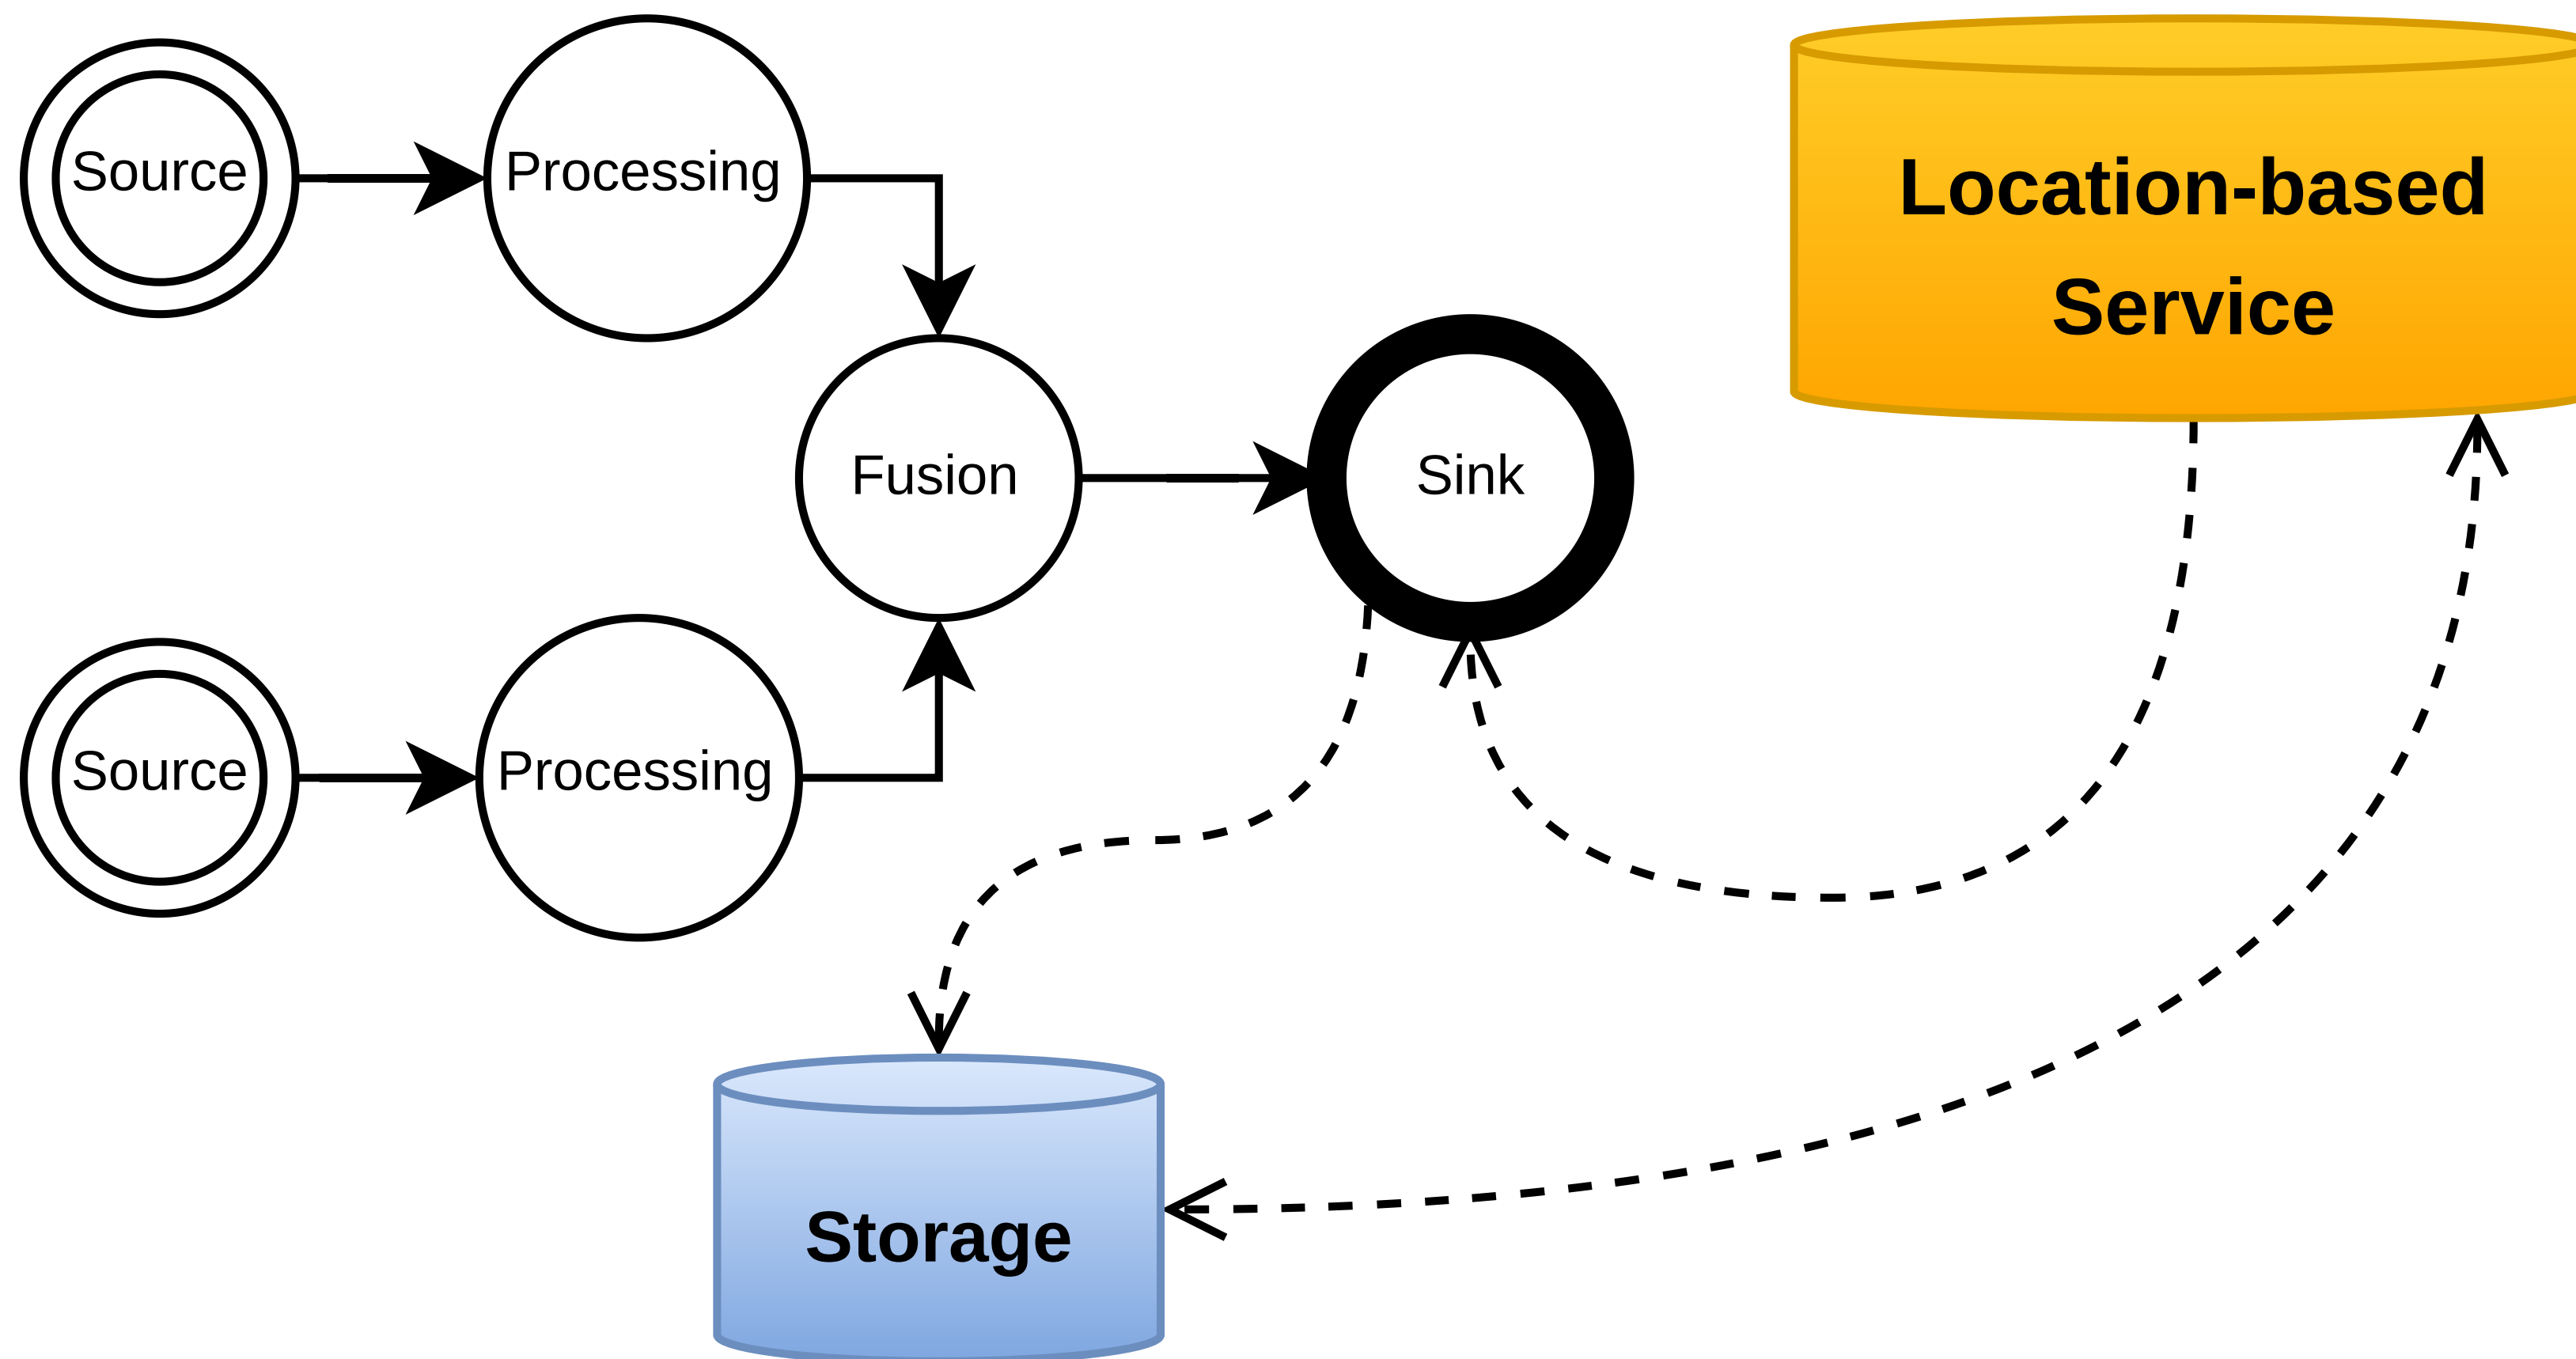 Source
Processing
Location-based
Service
Fusion
Sink
Source
Processing
Storage